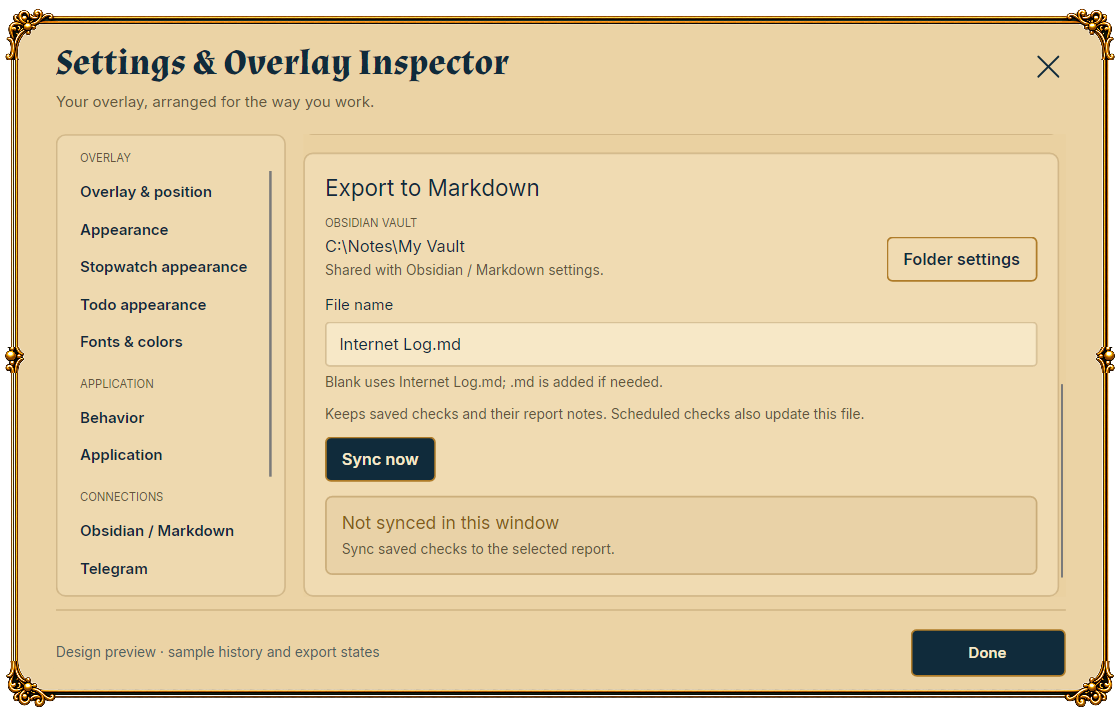 Settings & Overlay Inspector
Your overlay, arranged for the way you work.
OVERLAY
Overlay & position
Appearance
Stopwatch appearance
Todo appearance
Fonts & colors
APPLICATION
Behavior
Application
CONNECTIONS
Obsidian / Markdown
Telegram
Export to Markdown
OBSIDIAN VAULT
C:\Notes\My Vault
Shared with Obsidian / Markdown settings.
Folder settings
File name
Internet Log.md
Blank uses Internet Log.md; .md is added if needed.
Keeps saved checks and their report notes. Scheduled checks also update this file.
Sync now
Not synced in this window
Sync saved checks to the selected report.
Design preview · sample history and export states
Done